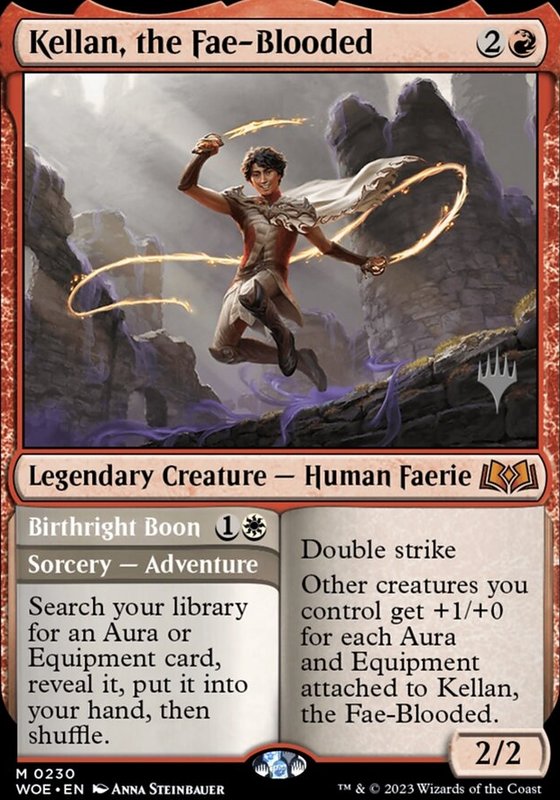 Kellan, the Fae-Blooded 2
Legendary Creature — Human Faerie
Birthright Boon 1
Sorcery — Adventure
Search your library
for an Aura or
Equipment card,
reveal it, put it into
your hand, then
shuffle.
Double strike
Other creatures you
control get +1/+0
for each Aura
and Equipment
attached to Kellan,
the Fae-Blooded.
2/2
M 0230
WOE • EN Anna Steinbauer
™ & © 2023 Wizards of the Coast